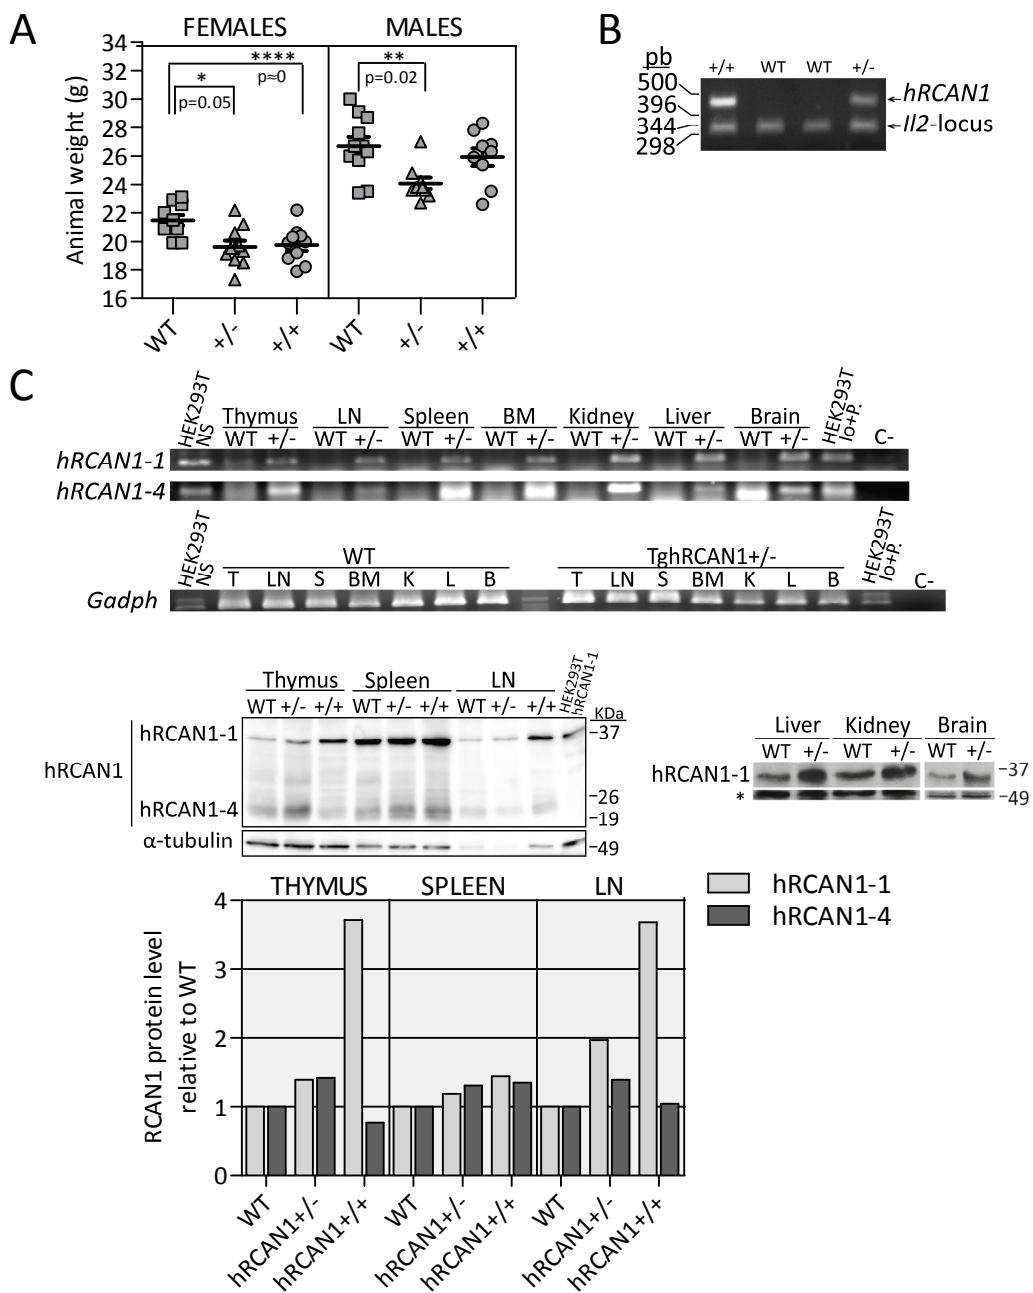 A
FEMALES MALES
Animal weight (g)
34
32
30
28
26
24
22
20
18
16
****
p≈0
*
p=0.05
**
p=0.02
WT +/- +/+ WT +/- +/+
B
pb
500
396
344
298
+/+ WT WT +/-
hRCAN1
Il2-locus
C
HEK293T NS
Thymus LN Spleen BM Kidney Liver Brain
HEK293T Io+P.
C-
WT +/- WT +/- WT +/- WT +/- WT +/- WT +/- WT +/-
hRCAN1-1
hRCAN1-4
HEK293T NS
WT TghRCAN1+/-
HEK293T Io+P.
C-
T LN S BM K L B T LN S BM K L B
Gadph
Thymus Spleen LN
HEK293T hRCAN1-1
WT +/- +/+ WT +/- +/+ WT +/- +/+
KDa
hRCAN1
hRCAN1-1
hRCAN1-4
α-tubulin
-37
-26
-19
-49
Liver Kidney Brain
WT +/- WT +/- WT +/-
hRCAN1-1 -37
* -49
THYMUS SPLEEN LN
hRCAN1-1
hRCAN1-4
RCAN1 protein level
relative to WT
4
3
2
1
0
WT hRCAN1+/- hRCAN1+/+ WT hRCAN1+/- hRCAN1+/+ WT hRCAN1+/- hRCAN1+/+